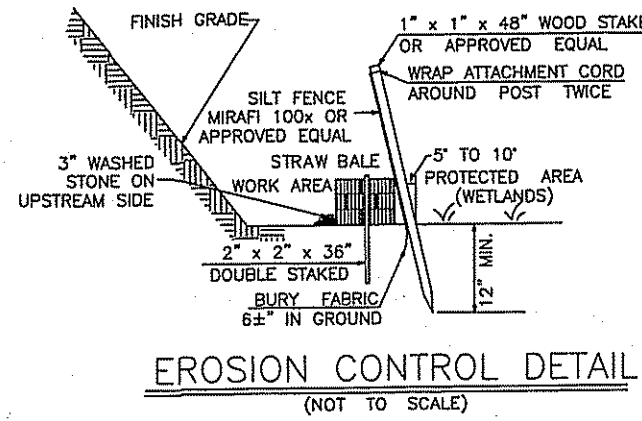 FINISH GRADE
1" x 1" x 48" WOOD STAKE
OR APPROVED EQUAL
WRAP ATTACHMENT CORD
AROUND POST TWICE
SILT FENCE
MIRAFI 100x OR
APPROVED EQUAL
3" WASHED
STONE ON
UPSTREAM SIDE
STRAW BALE
WORK AREA
5° TO 10°
PROTECTED AREA
(WETLANDS)
2" x 2" x 36"
DOUBLE STAKED
12" MIN.
BURY FABRIC
6±" IN GROUND
EROSION CONTROL DETAIL
(NOT TO SCALE)